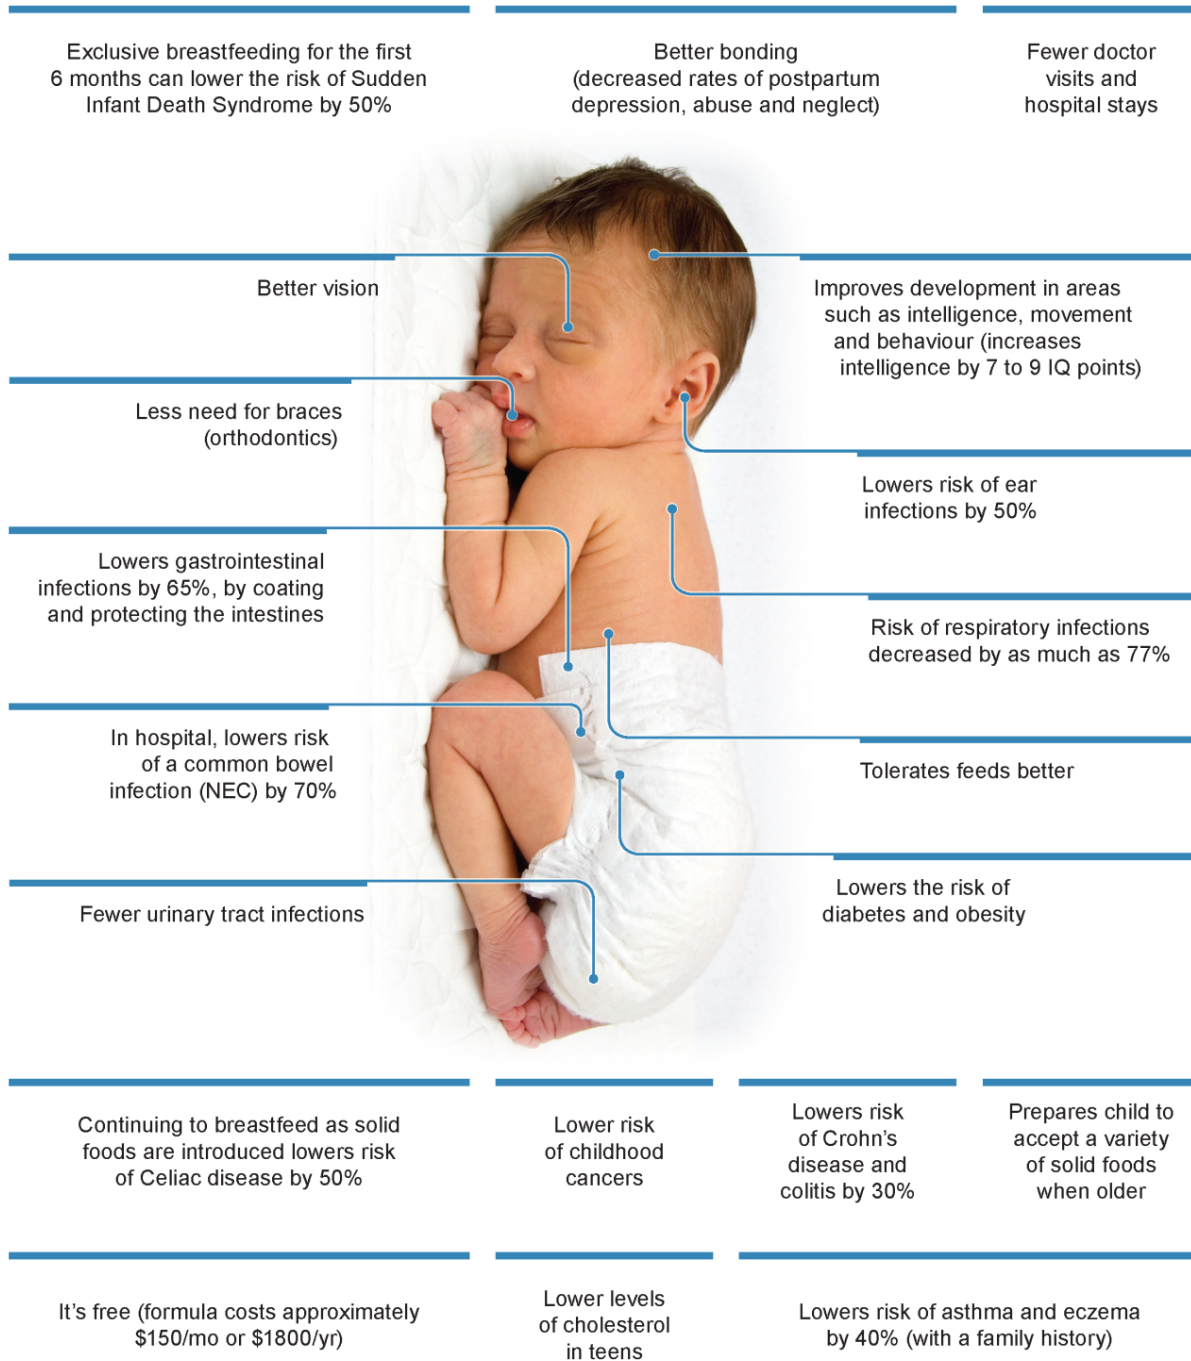 Exclusive breastfeeding for the first
6 months can lower the risk of Sudden
Infant Death Syndrome by 50%
Better bonding
(decreased rates of postpartum
depression, abuse and neglect)
Fewer doctor
visits and
hospital stays
Better vision
Improves development in areas
such as intelligence, movement
and behaviour (increases
intelligence by 7 to 9 IQ points)
Less need for braces
(orthodontics)
Lowers risk of ear
infections by 50%
Lowers gastrointestinal
infections by 65%, by coating
and protecting the intestines
Risk of respiratory infections
decreased by as much as 77%
In hospital, lowers risk
of a common bowel
infection (NEC) by 70%
Tolerates feeds better
Fewer urinary tract infections
Lowers the risk of
diabetes and obesity
Continuing to breastfeed as solid
foods are introduced lowers risk
of Celiac disease by 50%
Lower risk
of childhood
cancers
Lowers risk
of Crohn's
disease and
colitis by 30%
Prepares child to
accept a variety
of solid foods
when older
It's free (formula costs approximately
$150/mo or $1800/yr)
Lower levels
of cholesterol
in teens
Lowers risk of asthma and eczema
by 40% (with a family history)